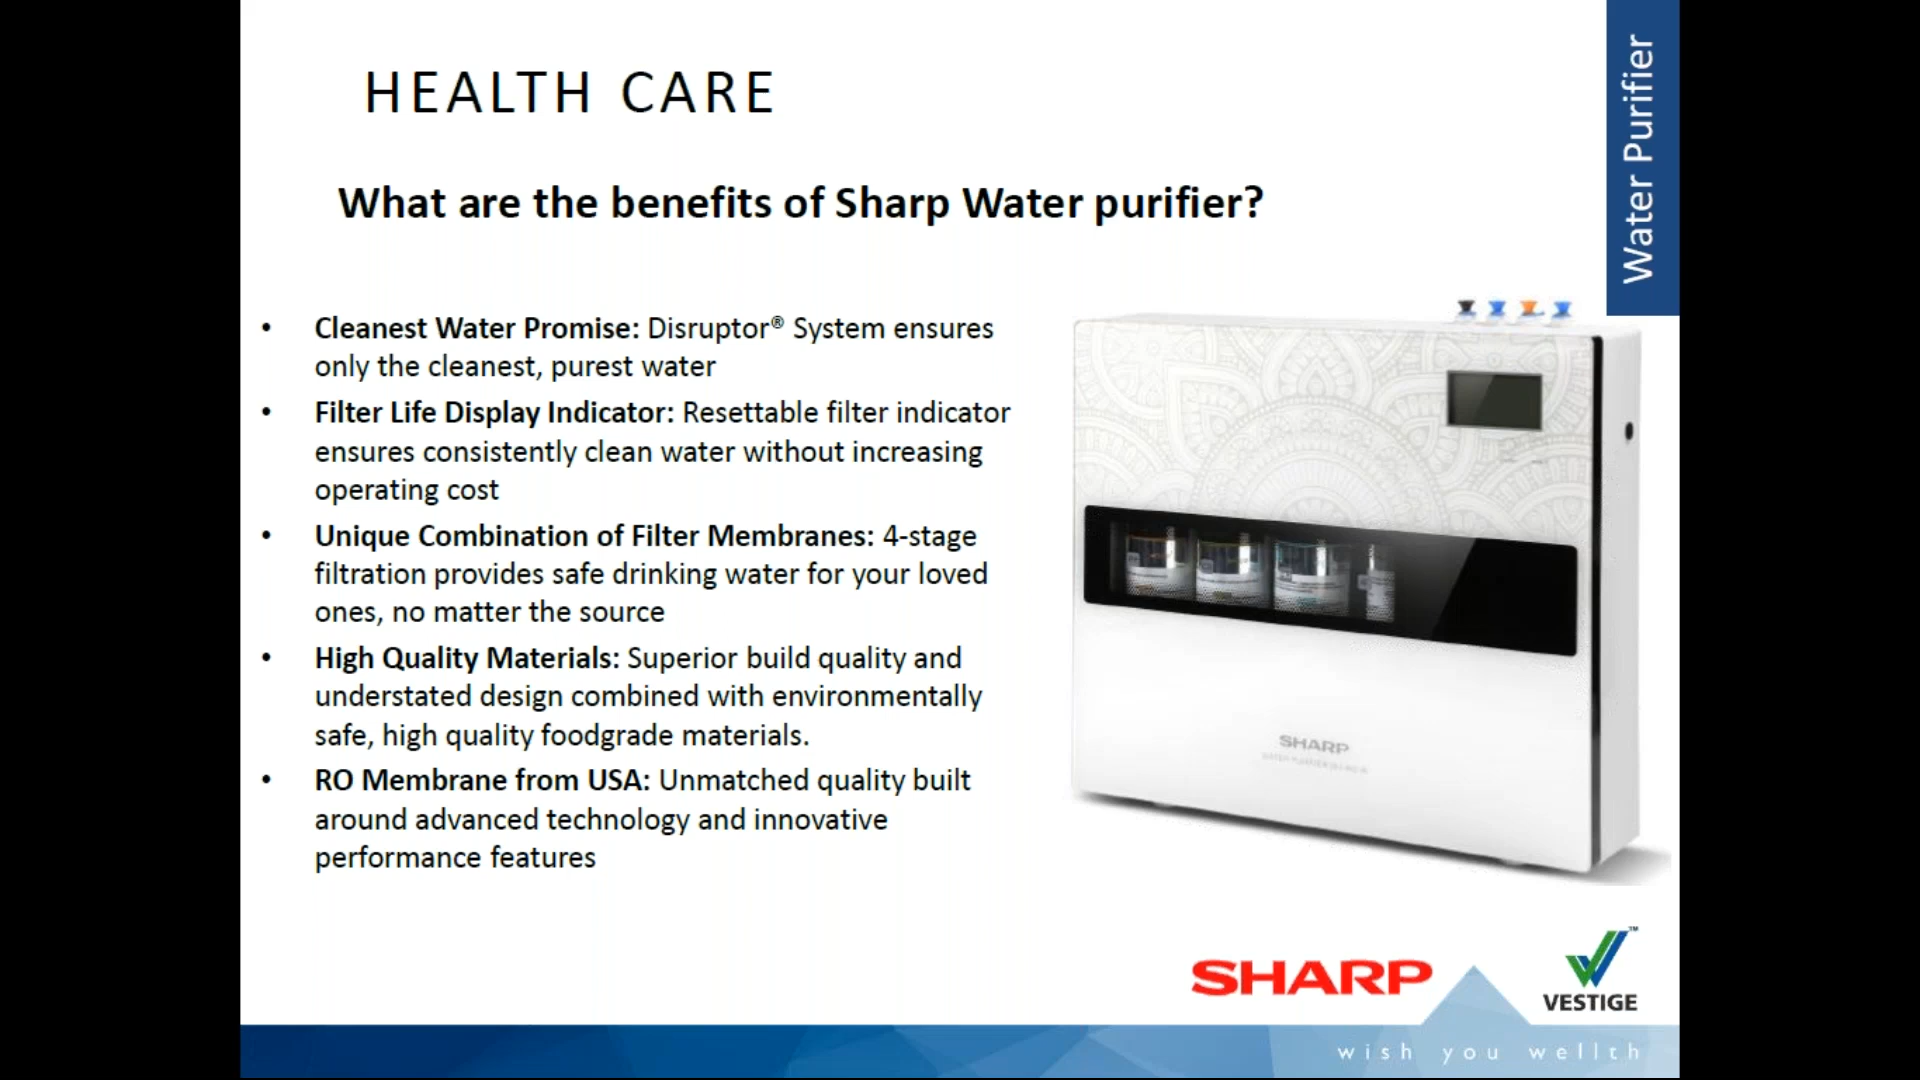 HEALTH CARE
Water Purifier
What are the benefits of Sharp Water purifier?
• Cleanest Water Promise: Disruptor® System ensures
only the cleanest, purest water
• Filter Life Display Indicator: Resettable filter indicator
ensures consistently clean water without increasing
operating cost
• Unique Combination of Filter Membranes: 4-stage
filtration provides safe drinking water for your loved
ones, no matter the source
• High Quality Materials: Superior build quality and
understated design combined with environmentally
safe, high quality foodgrade materials.
• RO Membrane from USA: Unmatched quality built
around advanced technology and innovative
performance features
SHARP
SHARP
VESTIGE™
wish you wellth